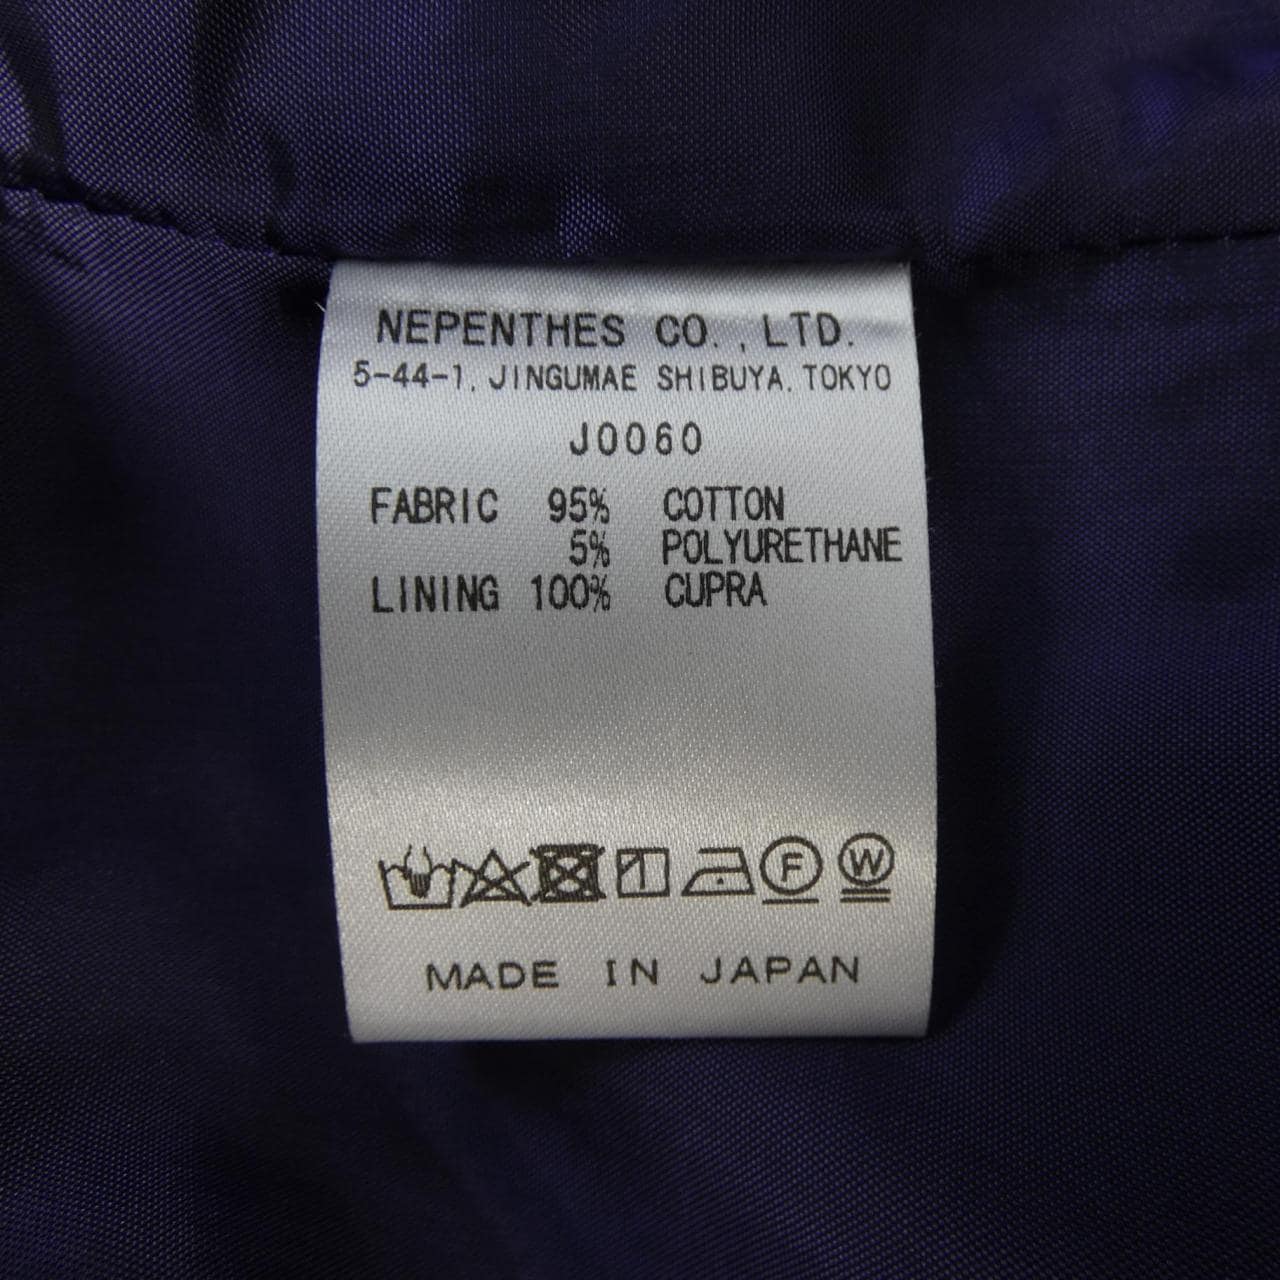 NEPENTHES CO., LTD.
5-44-1, JINGUMAE SHIBUYA, TOKYO
J0060
FABRIC 95% COTTON
5% POLYURETHANE
LINING 100% CUPRA
F W
MADE IN JAPAN